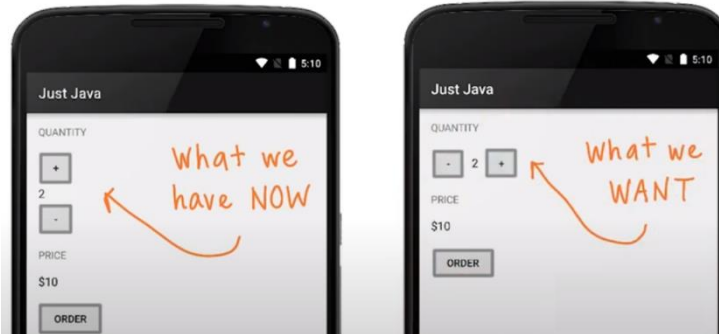 5:10
Just Java
QUANTITY
+
2
-
PRICE
$10
ORDER
What we
have NOW
5:10
Just Java
QUANTITY
- 2 +
PRICE
$10
ORDER
What we
WANT